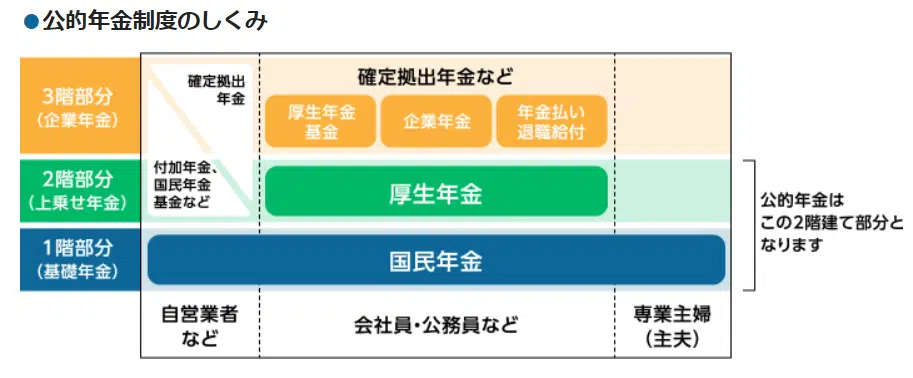 ●公的年金制度のしくみ
3階部分
(企業年金)
確定拠出
年金
確定拠出年金など
厚生年金
基金
企業年金
年金払い
退職給付
2階部分
(上乗せ年金)
付加年金、
国民年金
基金など
厚生年金
1階部分
(基礎年金)
国民年金
公的年金は
この2階建て部分と
なります
自営業者
など
会社員・公務員など
専業主婦
(主夫)